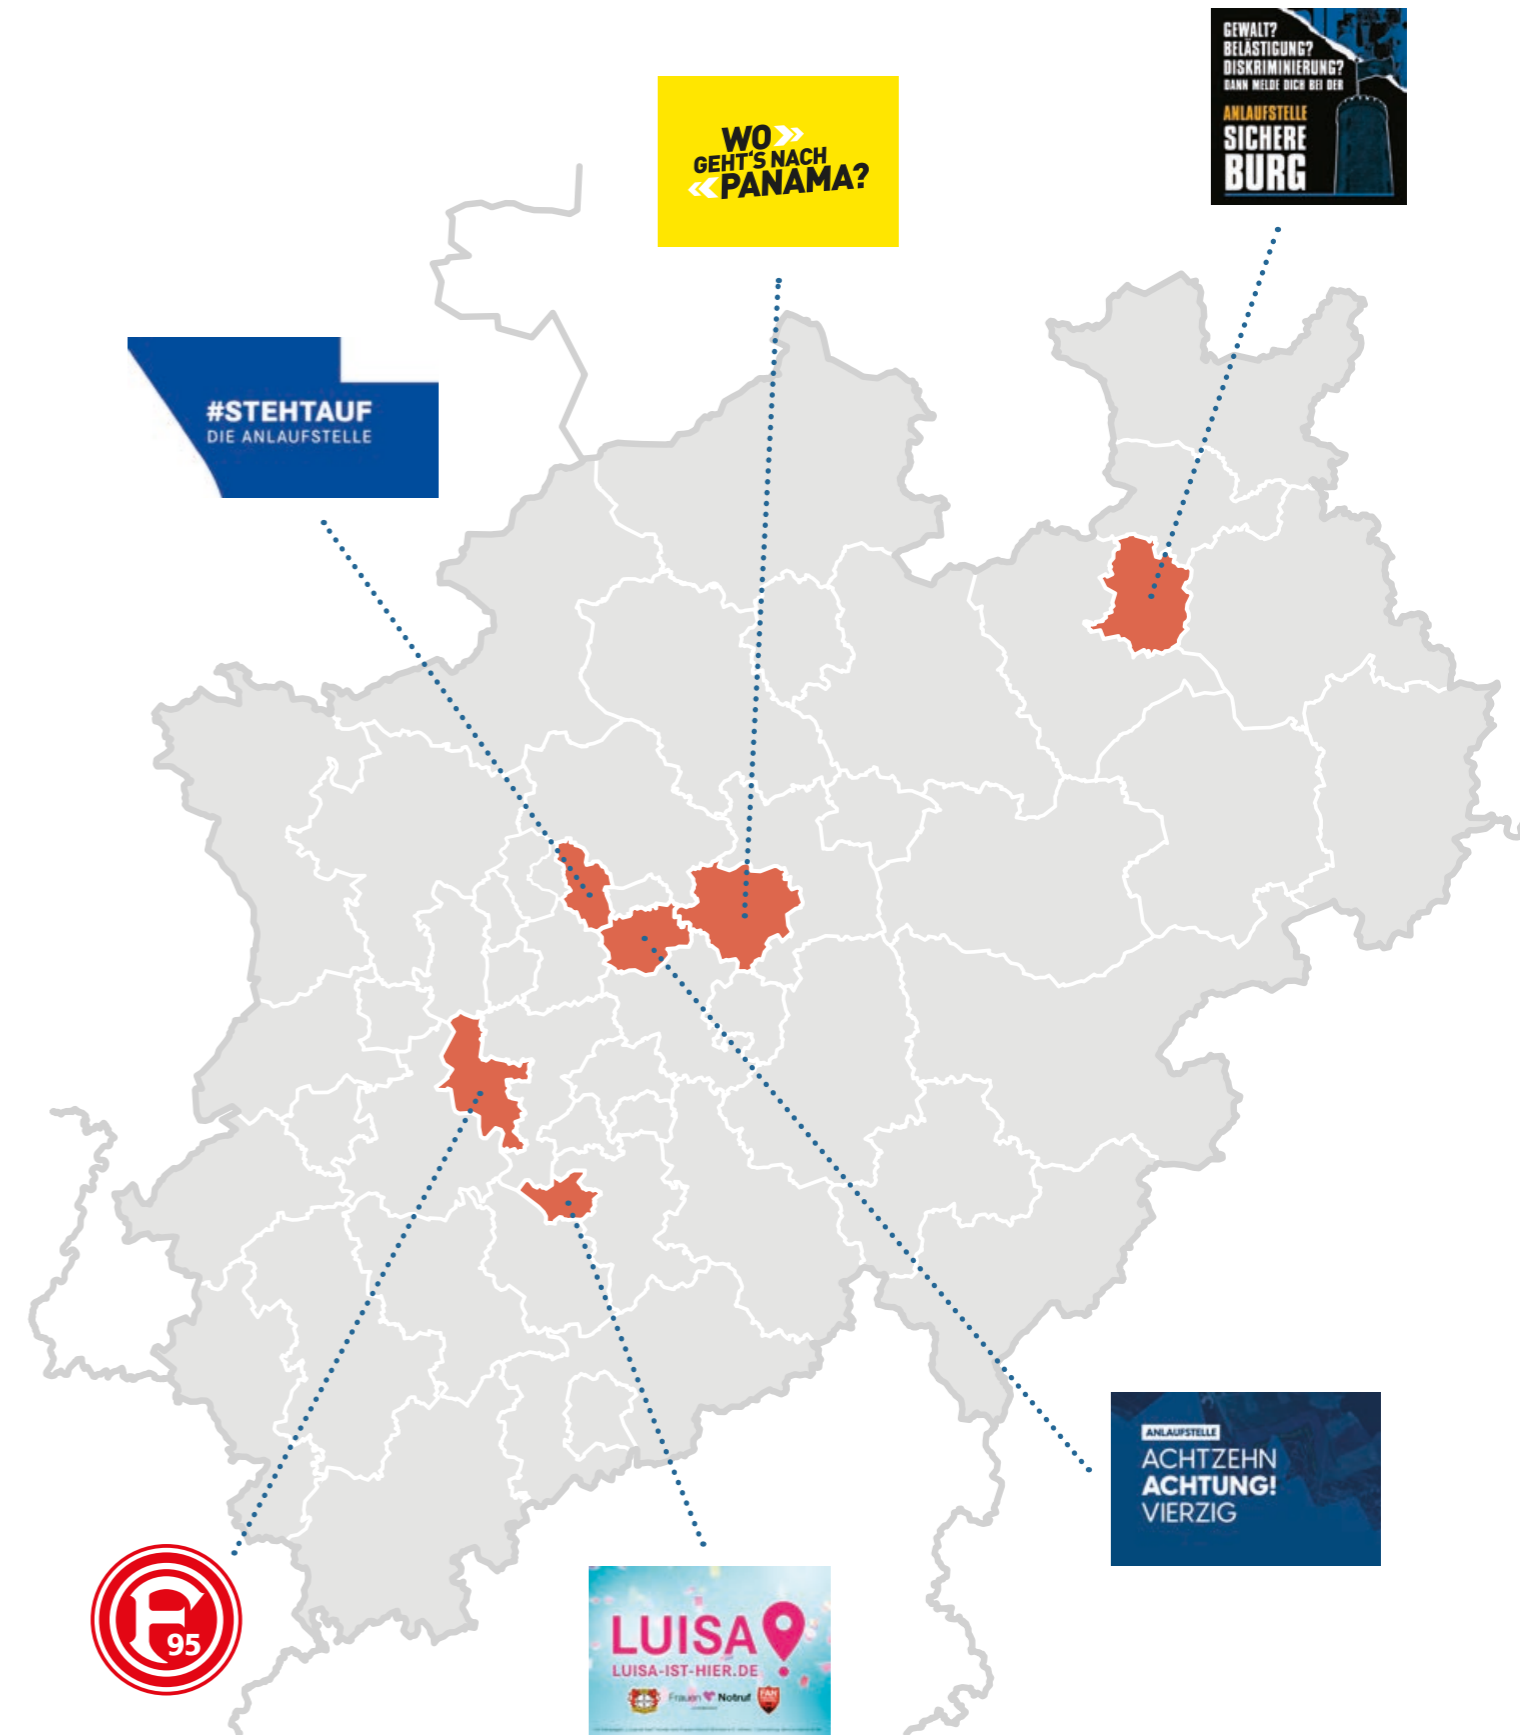 GEWALT?
BELÄSTIGUNG?
DISKRIMINIERUNG?
DANN MELDE DICH BEI DER
ANLAUFSTELLE
SICHERE
BURG
WO
GEHT'S NACH
PANAMA?
#STEHTAUF
DIE ANLAUFSTELLE
ANLAUFSTELLE
ACHTZEHN
ACHTUNG!
VIERZIG
F
95
LUISA
LUISA-IST-HIER.DE
Frauen Notruf
FAN